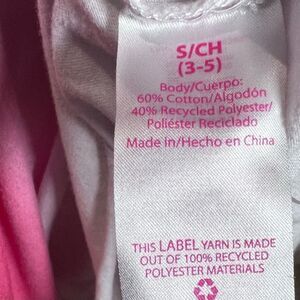 S/CH
(3-5)
Body/Cuerpo:
60% Cotton/Algodón
40% Recycled Polyester/
Poliéster Reciclado
Made in/Hecho en China
THIS LABEL YARN IS MADE
OUT OF 100% RECYCLED
POLYESTER MATERIALS